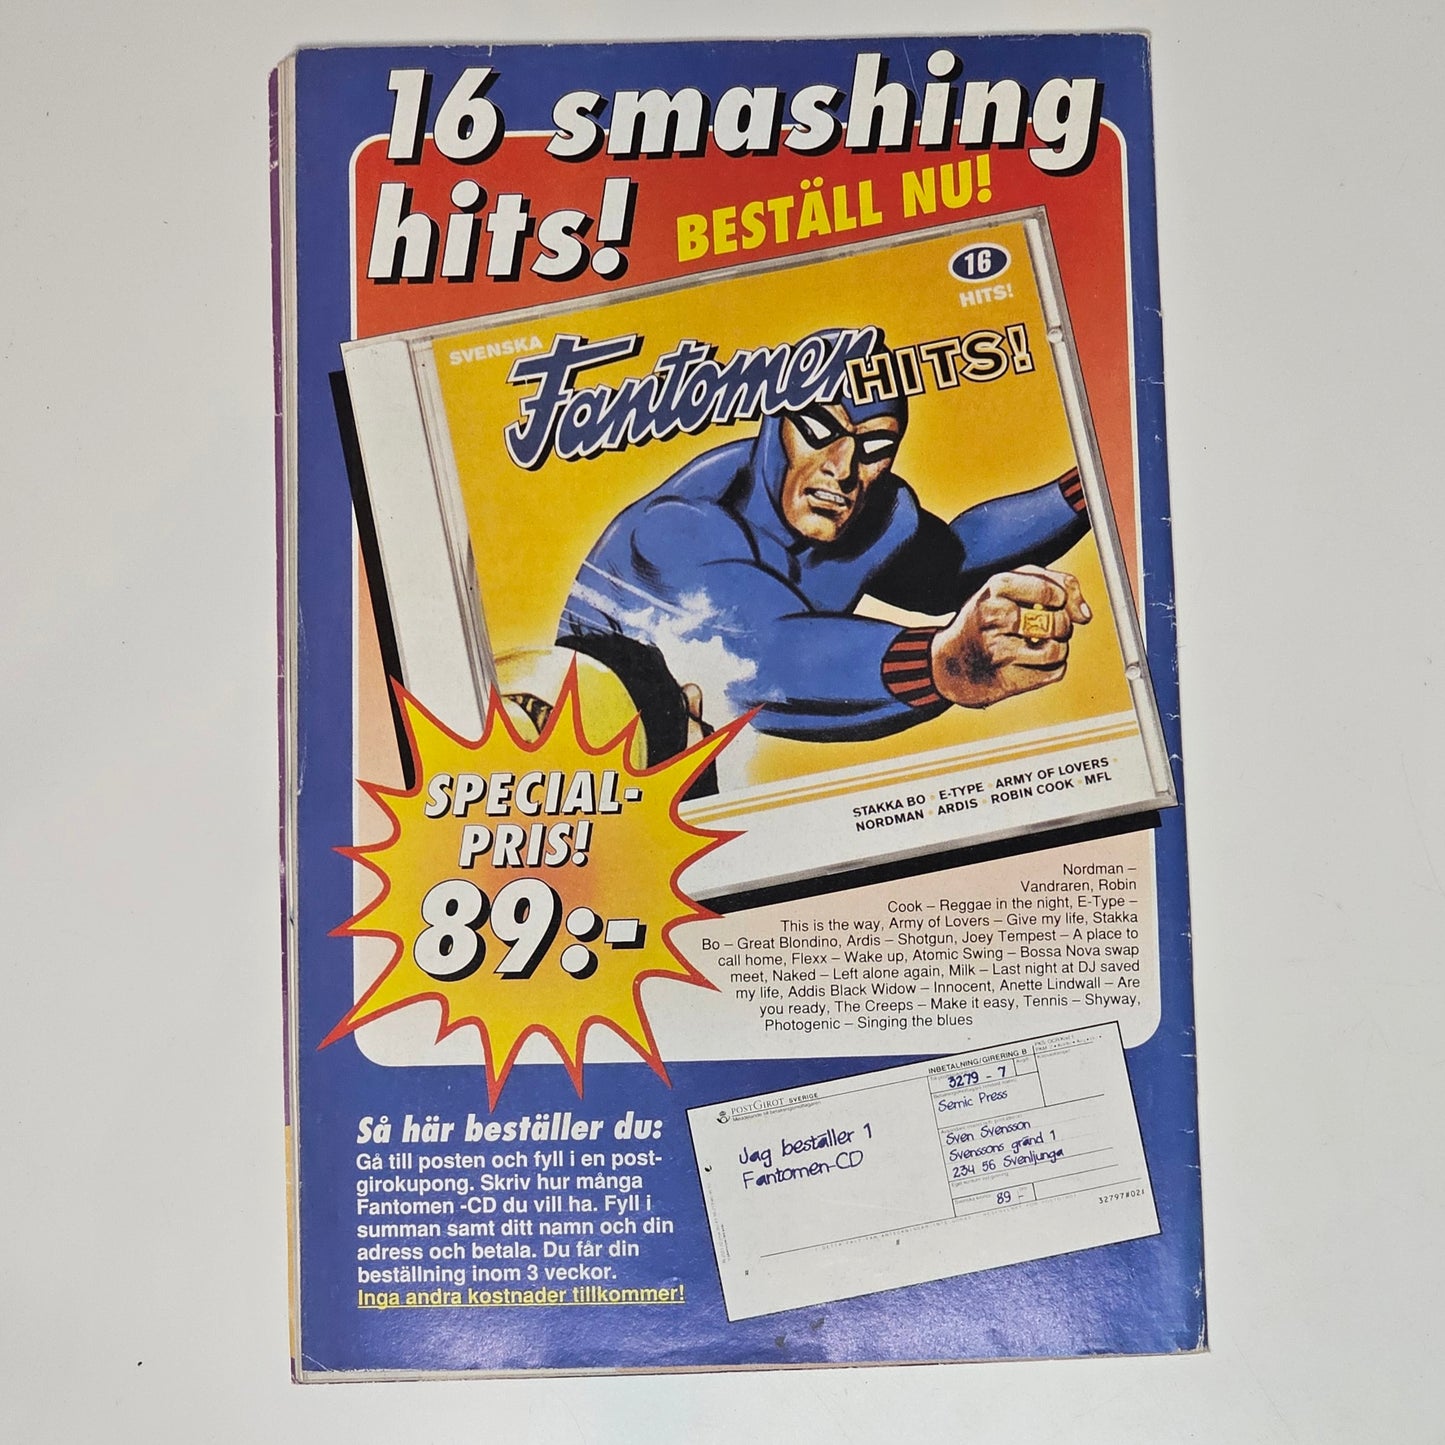 16 smashing
hits!
BESTÄLL NU!
16
HITS!
SVENSKA
Fantomen HITS!
STAKKA BO • E-TYPE • ARMY OF LOVERS •
NORDMAN • ARDIS • ROBIN COOK • MFL
SPECIAL-
PRIS!
89:-
Nordman –
Vandraren, Robin
Cook – Reggae in the night, E-Type –
This is the way, Army of Lovers – Give my life, Stakka
Bo – Great Blondino, Ardis – Shotgun, Joey Tempest – A place to
call home, Flexx – Wake up, Atomic Swing – Bossa Nova swap
meet, Naked – Left alone again, Milk – Last night at DJ saved
my life, Addis Black Widow – Innocent, Anette Lindwall – Are
you ready, The Creeps – Make it easy, Tennis – Shyway,
Photogenic – Singing the blues
Så här beställer du:
Gå till posten och fyll i en post-
girokupong. Skriv hur många
Fantomen -CD du vill ha. Fyll i
summan samt ditt namn och din
adress och betala. Du får din
beställning inom 3 veckor.
Inga andra kostnader tillkommer!
POSTGIROT SVERIGE
INBETALNING/GIRERING B
3279 - 7
Semic Press
Jag beställer 1
Fantomen-CD
Sven Svensson
Svenssons gränd 1
234 56 Svenljunga
89 -
32797#021